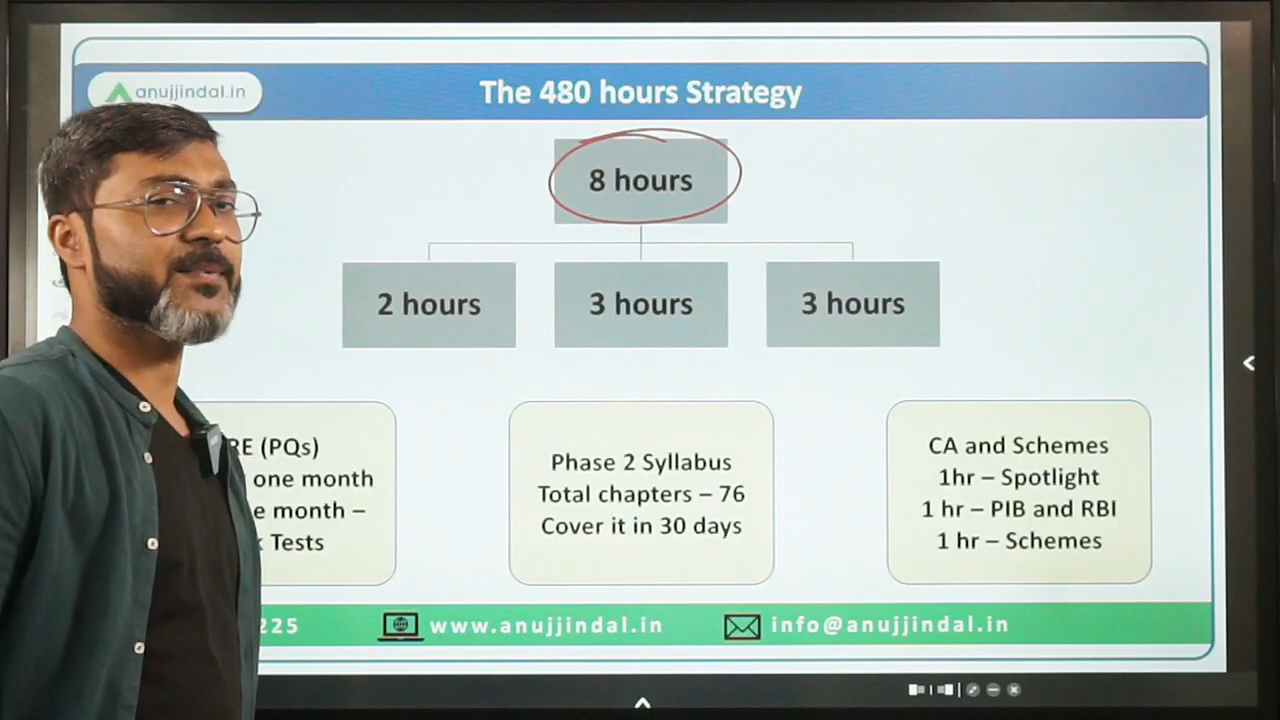 anujjindal.in
The 480 hours Strategy
8 hours
2 hours
3 hours
3 hours
(PQs)
one month
month –
Tests
Phase 2 Syllabus
Total chapters – 76
Cover it in 30 days
CA and Schemes
1hr – Spotlight
1 hr – PIB and RBI
1 hr – Schemes
225
www.anujjindal.in
info@anujjindal.in